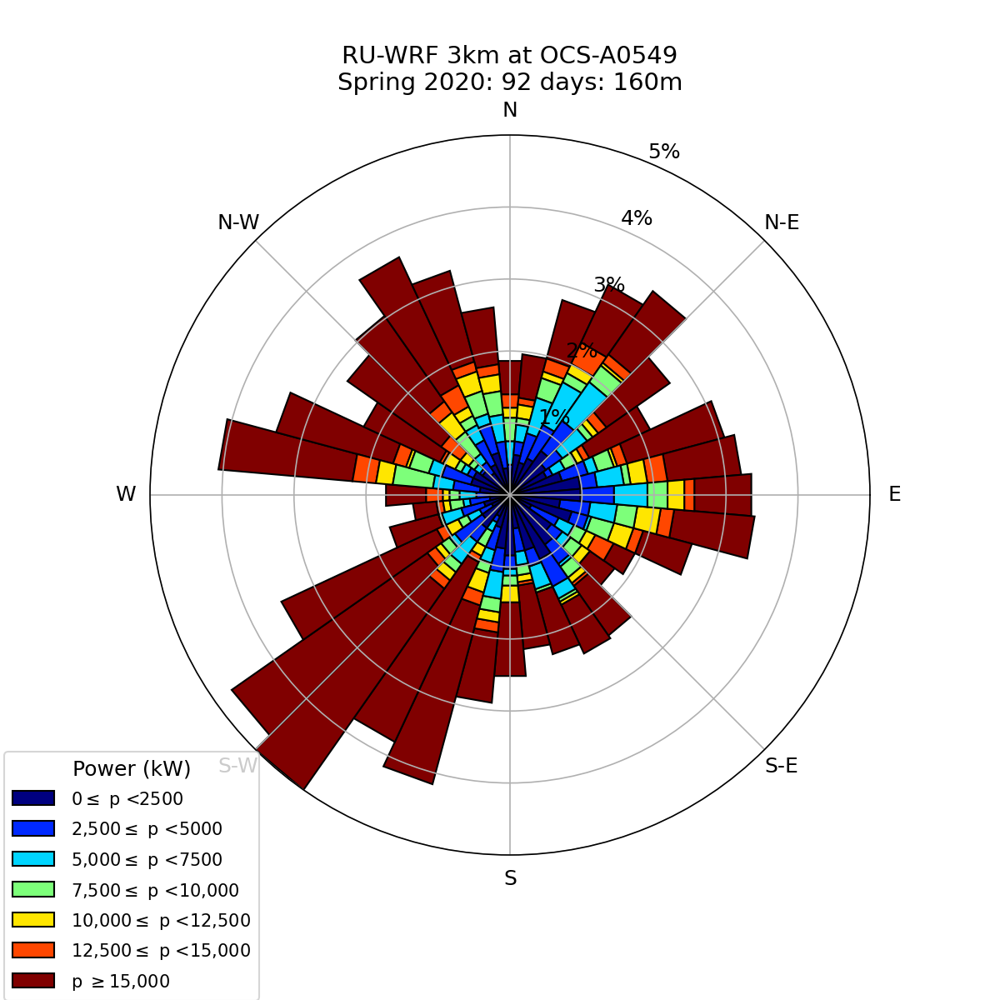 RU-WRF 3km at OCS-A0549
Spring 2020: 92 days: 160m
N
5%
N-W
4%
N-E
3%
2%
1%
W
E
S-W
S-E
S
Power (kW)
0≤ p <2500
2,500≤ p <5000
5,000≤ p <7500
7,500≤ p <10,000
10,000≤ p <12,500
12,500≤ p <15,000
p ≥15,000